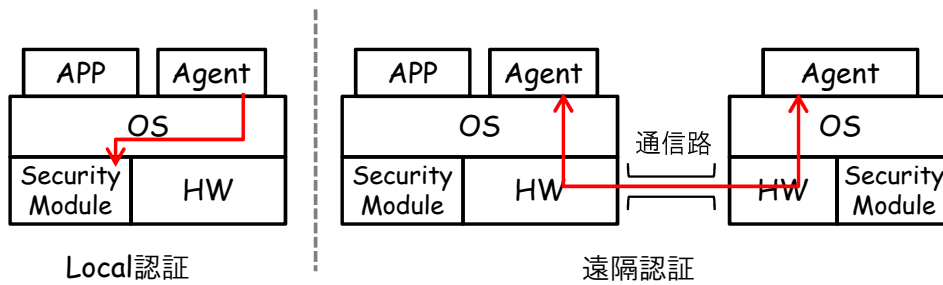 APP
Agent
OS
Security
Module
HW
Local認証
APP
Agent
OS
Security
Module
HW
通信路
Agent
OS
HW
Security
Module
遠隔認証